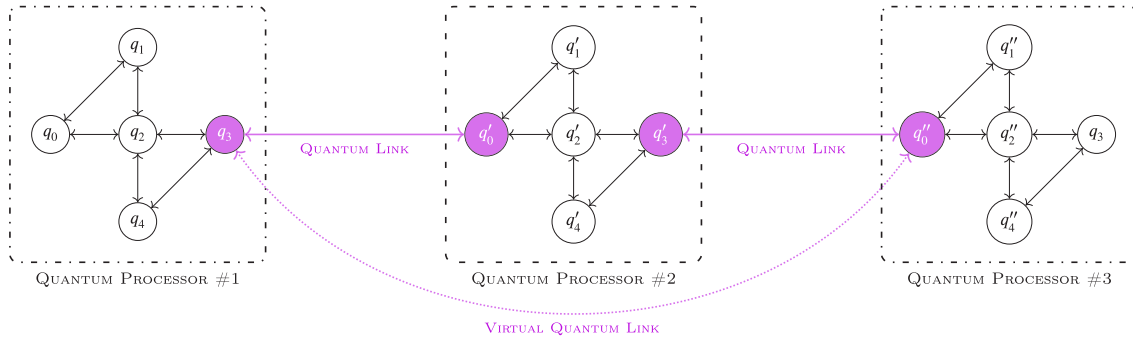 q₁ q′₁ q″₁
q₀ q₂ q₃ q′₀ q′₂ q′₃ q″₀ q″₂ q₃
QUANTUM LINK QUANTUM LINK
q₄ q′₄ q″₄
QUANTUM PROCESSOR #1 QUANTUM PROCESSOR #2 QUANTUM PROCESSOR #3
VIRTUAL QUANTUM LINK